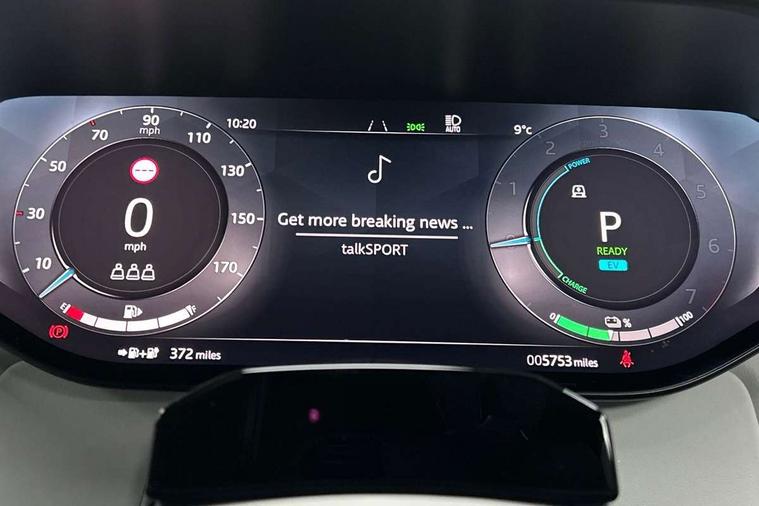 10:20
9°c
AUTO
10
30
50
70
90
mph
110
130
150
170
0
mph
E
F
Get more breaking news ...
talkSPORT
1
2
3
4
5
6
7
POWER
P
READY
EV
CHARGE
0
%
100
(P)
372 miles
005753 miles